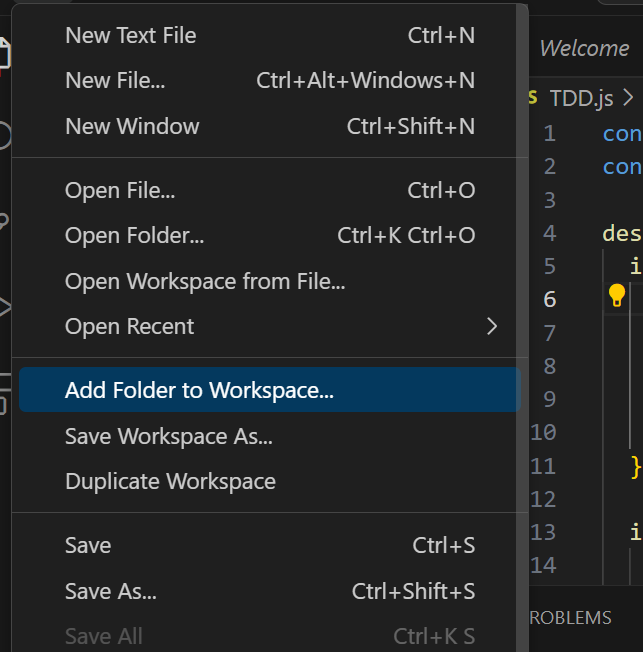 New Text File Ctrl+N
New File... Ctrl+Alt+Windows+N
New Window Ctrl+Shift+N
Open File... Ctrl+O
Open Folder... Ctrl+K Ctrl+O
Open Workspace from File...
Open Recent
Add Folder to Workspace...
Save Workspace As...
Duplicate Workspace
Save Ctrl+S
Save As... Ctrl+Shift+S
Save All Ctrl+K S
Welcome
S TDD.js >
1 con
2 con
3
4 des
5 i
6
7
8
9
10
11 }
12
13 i
14
ROBLEMS